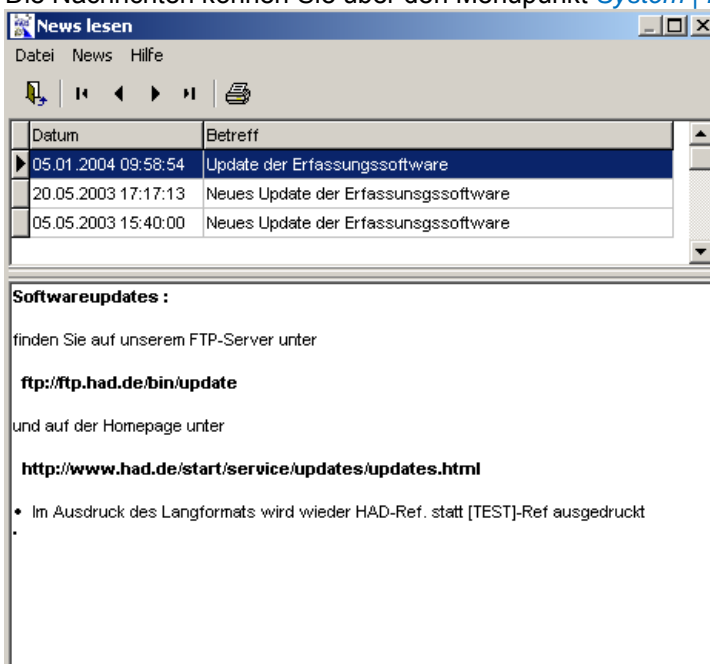 Die Nachrichten können Sie über den Menüpunkt System |
News lesen
Datei News Hilfe
Datum Betreff
05.01.2004 09:58:54 Update der Erfassungssoftware
20.05.2003 17:17:13 Neues Update der Erfassunsgssoftware
05.05.2003 15:40:00 Neues Update der Erfassunsgssoftware
Softwareupdates :
finden Sie auf unserem FTP-Server unter
ftp://ftp.had.de/bin/update
und auf der Homepage unter
http://www.had.de/start/service/updates/updates.html
• Im Ausdruck des Langformats wird wieder HAD-Ref. statt [TEST]-Ref ausgedruckt
•